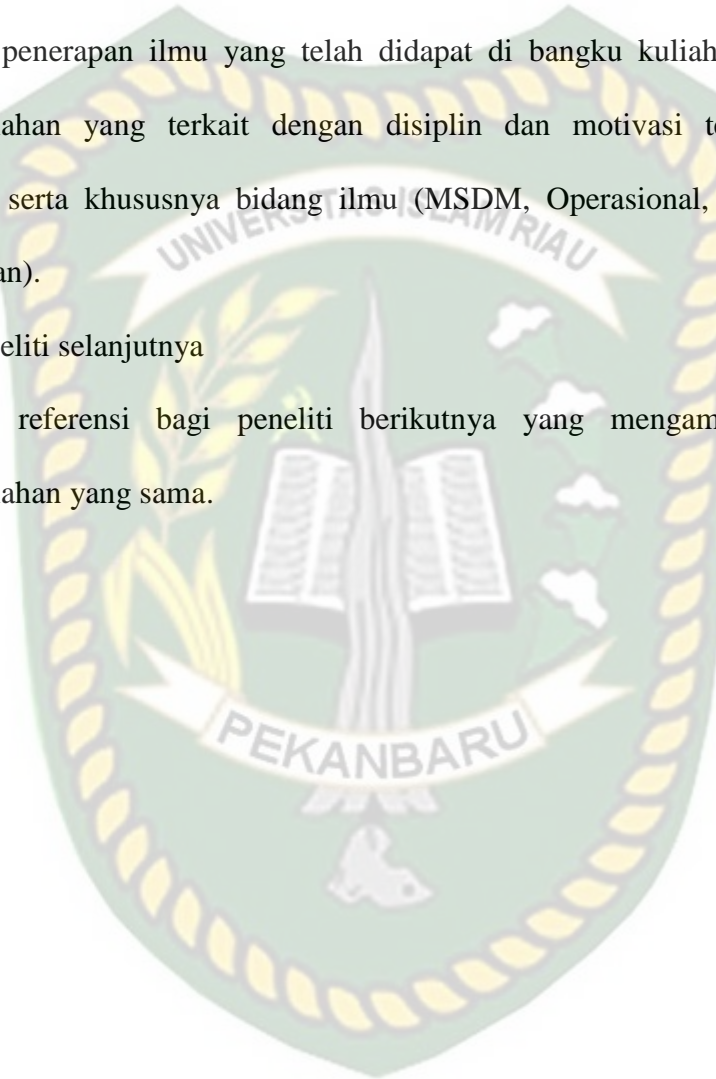 penerapan ilmu yang telah didapat di bangku kuliah
ahan yang terkait dengan disiplin dan motivasi te
serta khususnya bidang ilmu (MSDM, Operasional,
an).
eliti selanjutnya
referensi bagi peneliti berikutnya yang mengam
ahan yang sama.
UNIVERSITAS ISLAM RIAU
PEKANBARU